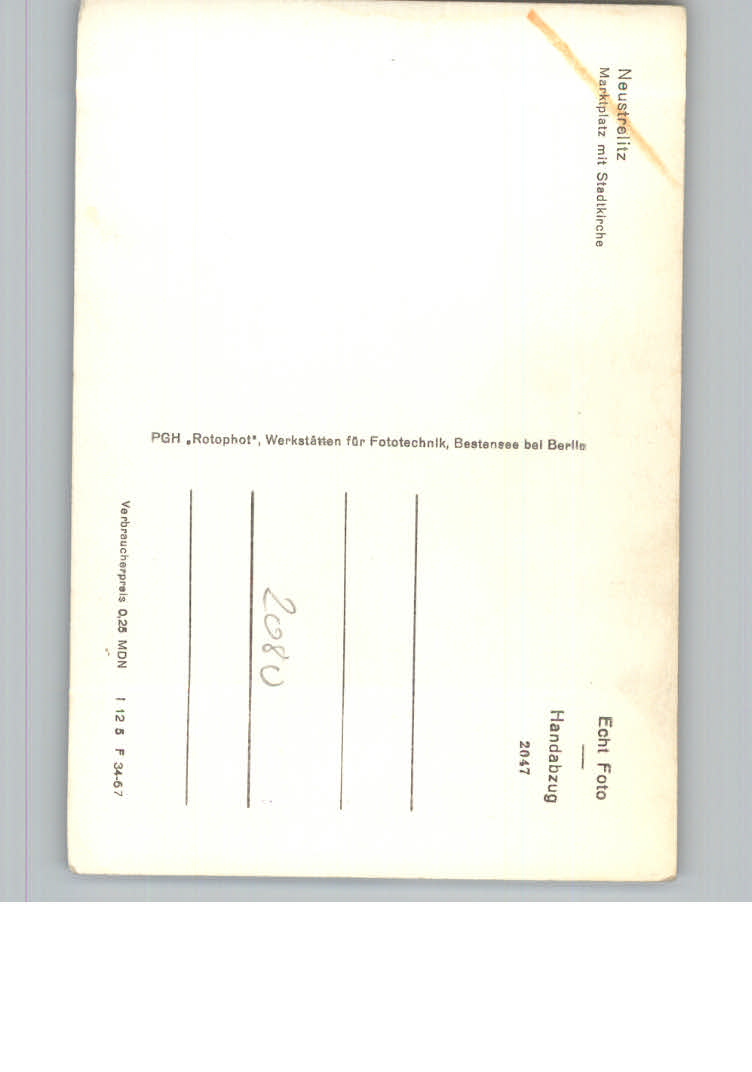 Neustrelitz
Marktplatz mit Stadtkirche
PGH „Rotophot", Werkstätten für Fototechnik, Bestensee bei Berlin
Echt Foto
Handabzug
2047
2080
Verbraucherpreis 0,25 MDN I 12 5 F 34-67